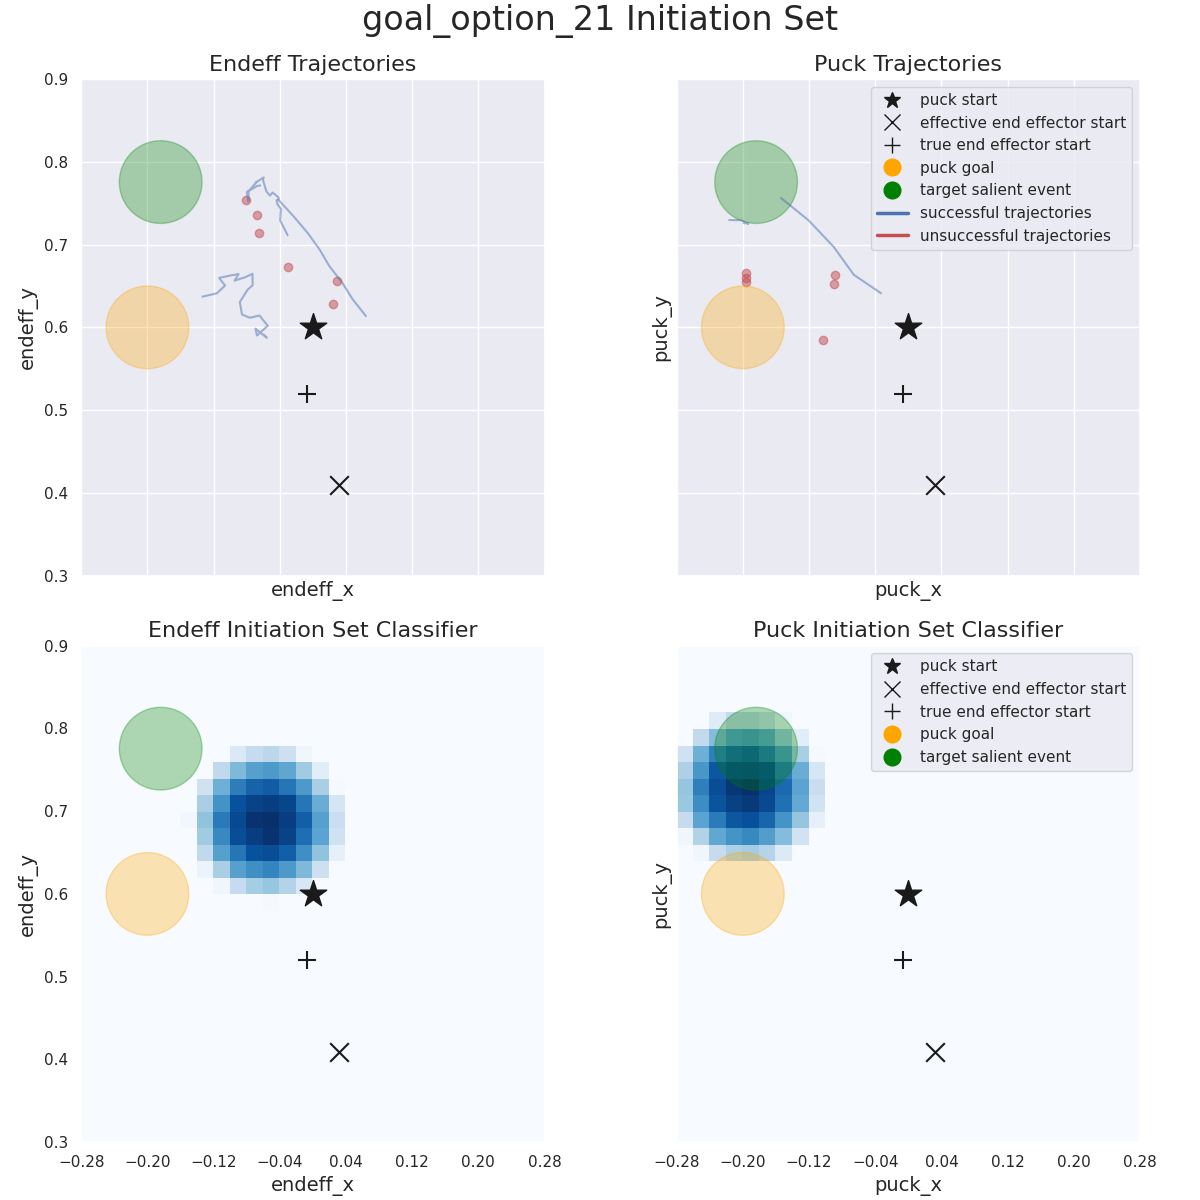 goal_option_21 Initiation Set
Endeff Trajectories
0.9
0.8
0.7
0.6
0.5
0.4
0.3
endeff_y
endeff_x
Puck Trajectories
puck start
effective end effector start
true end effector start
puck goal
target salient event
successful trajectories
unsuccessful trajectories
puck_y
puck_x
Endeff Initiation Set Classifier
0.9
0.8
0.7
0.6
0.5
0.4
0.3
endeff_y
−0.28 −0.20 −0.12 −0.04 0.04 0.12 0.20 0.28
endeff_x
Puck Initiation Set Classifier
puck start
effective end effector start
true end effector start
puck goal
target salient event
puck_y
−0.28 −0.20 −0.12 −0.04 0.04 0.12 0.20 0.28
puck_x